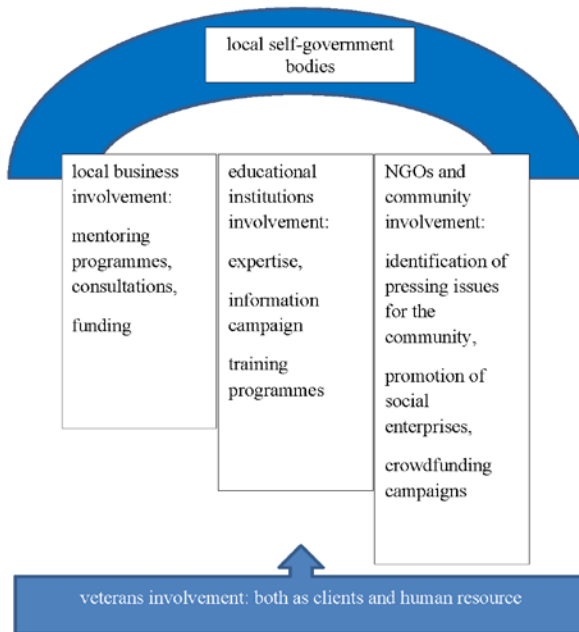 local self-government
bodies
local business
involvement:
mentoring
programmes,
consultations,
funding
educational
institutions
involvement:
expertise,
information
campaign
training
programmes
NGOs and
community
involvement:
identification of
pressing issues
for the
community,
promotion of
social
enterprises,
crowdfunding
campaigns
veterans involvement: both as clients and human resource